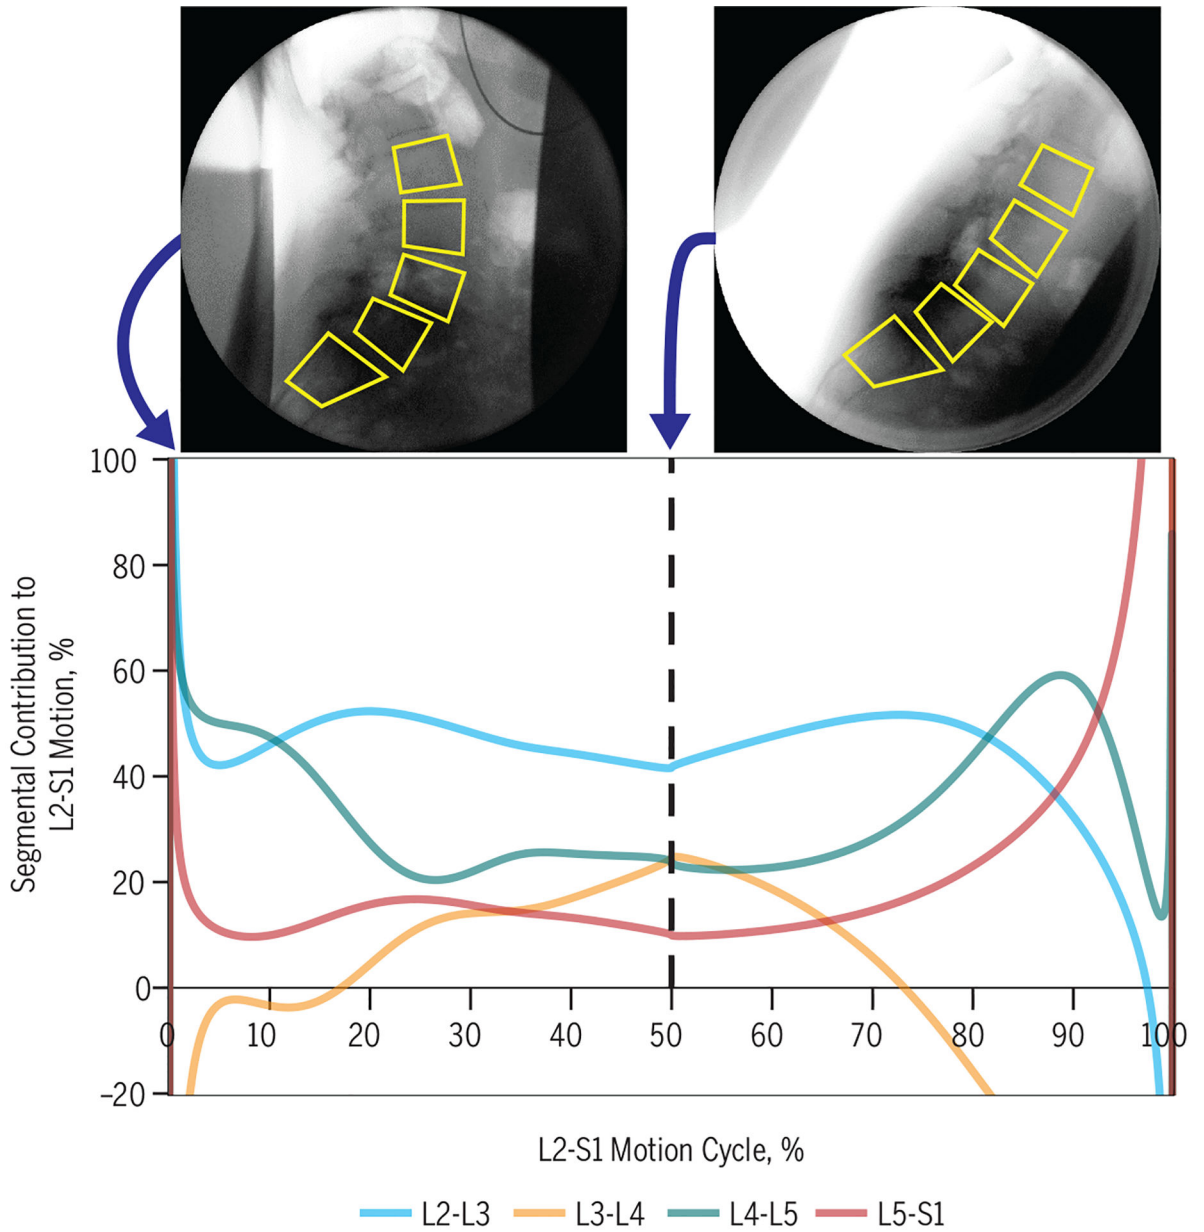 100
80
60
40
20
0
–20
Segmental Contribution to
L2-S1 Motion, %
0 10 20 30 40 50 60 70 80 90 100
L2-S1 Motion Cycle, %
L2-L3 L3-L4 L4-L5 L5-S1